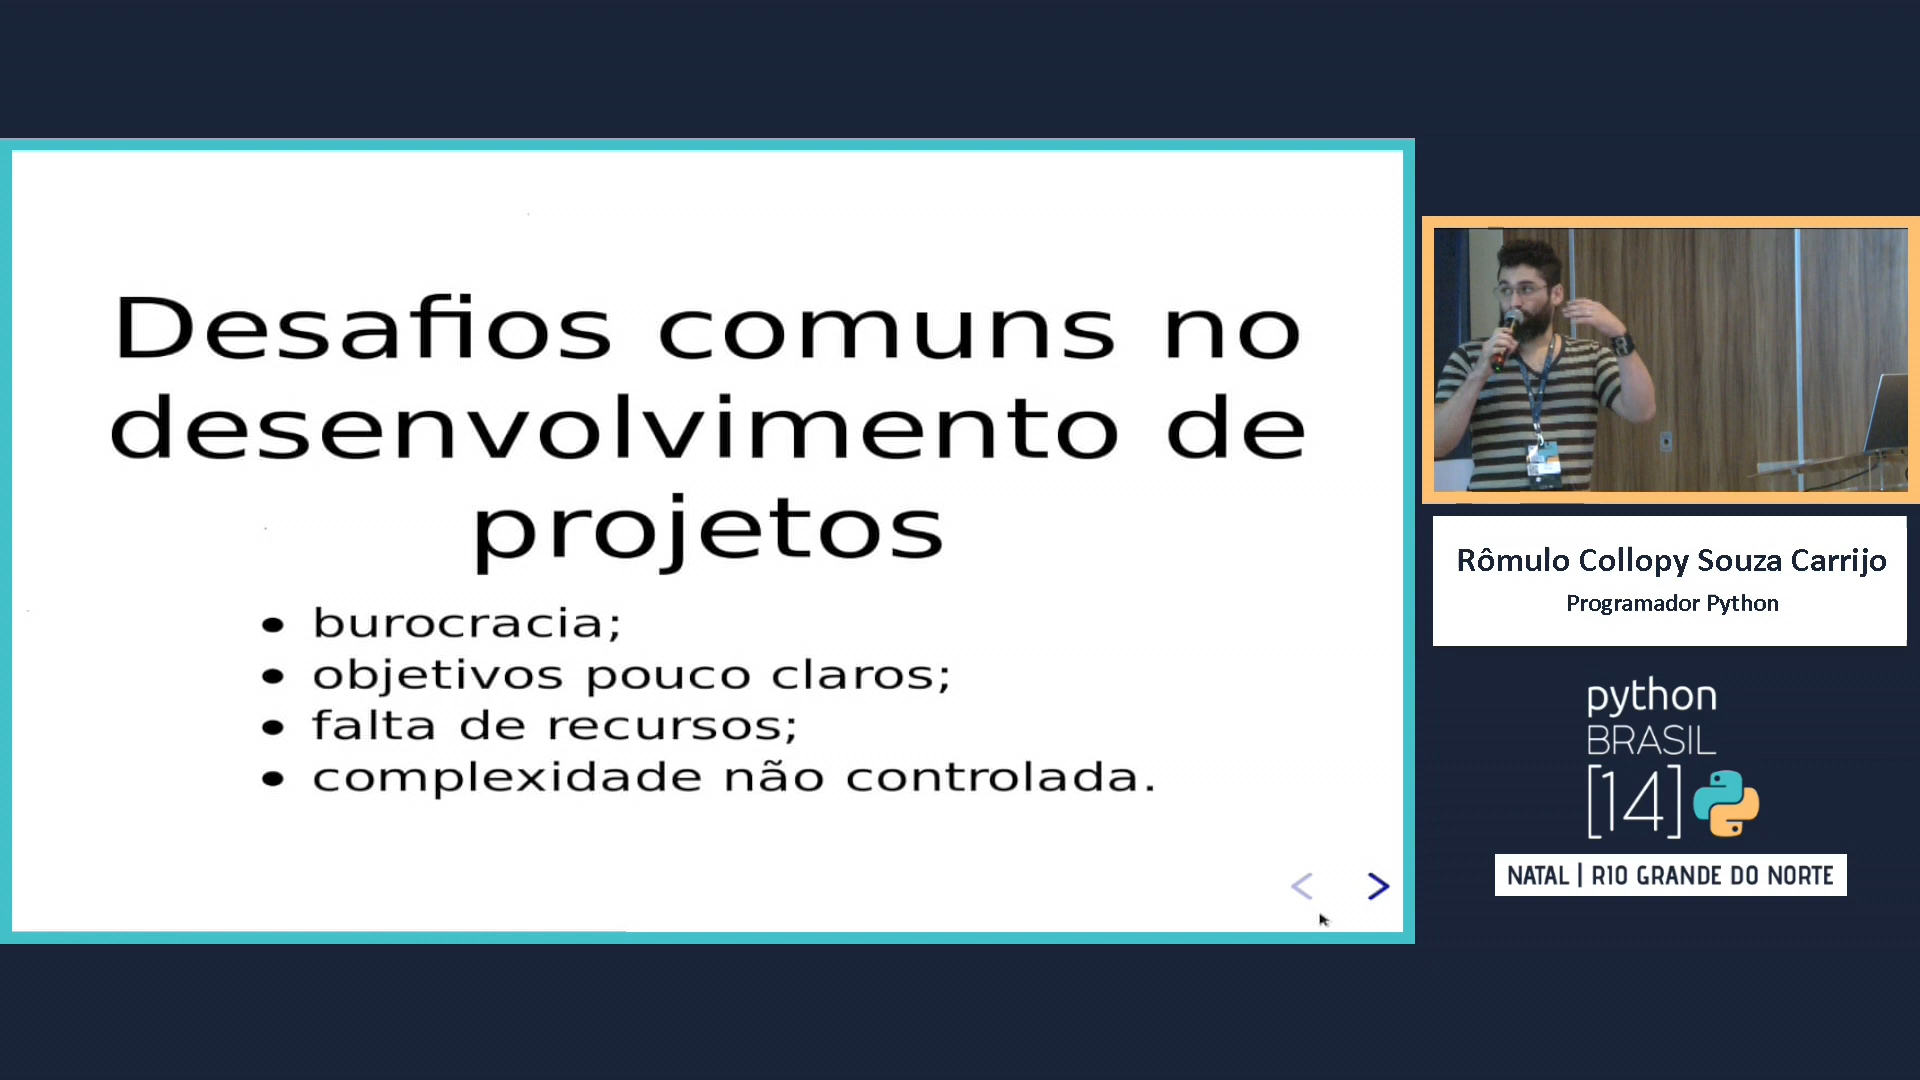 Desafios comuns no
desenvolvimento de
projetos
burocracia;
objetivos pouco claros;
falta de recursos;
complexidade não controlada.
Rômulo Collopy Souza Carrijo
Programador Python
python
BRASIL
[14]
NATAL | RIO GRANDE DO NORTE